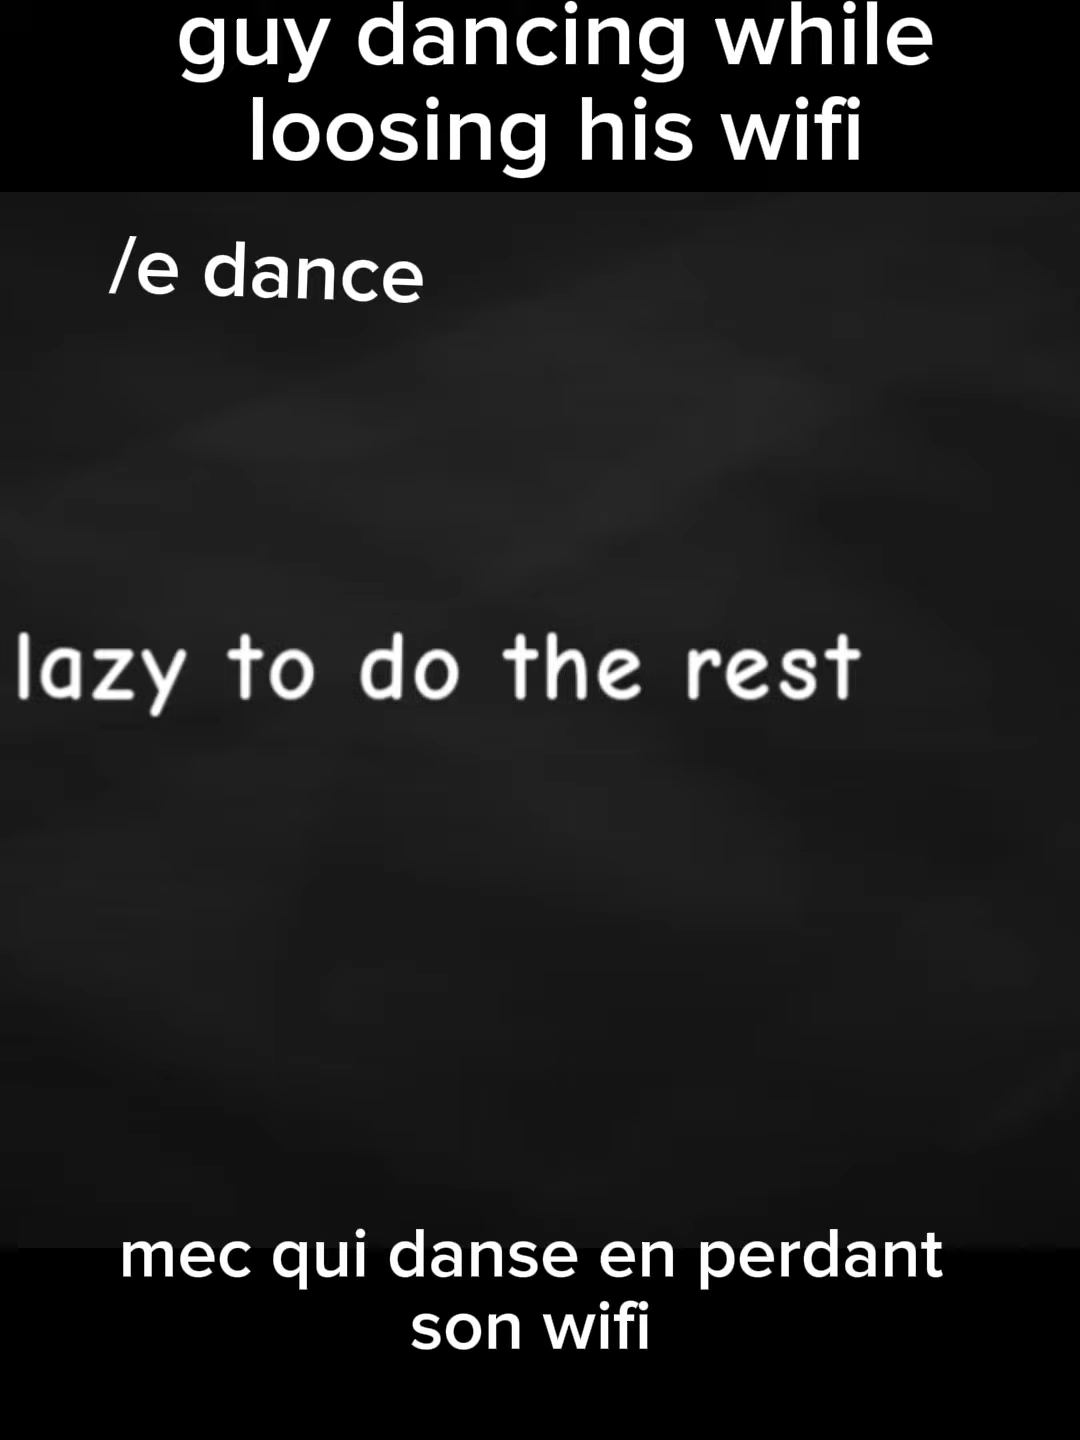 guy dancing while
loosing his wifi
/e dance
lazy to do the rest
mec qui danse en perdant
son wifi